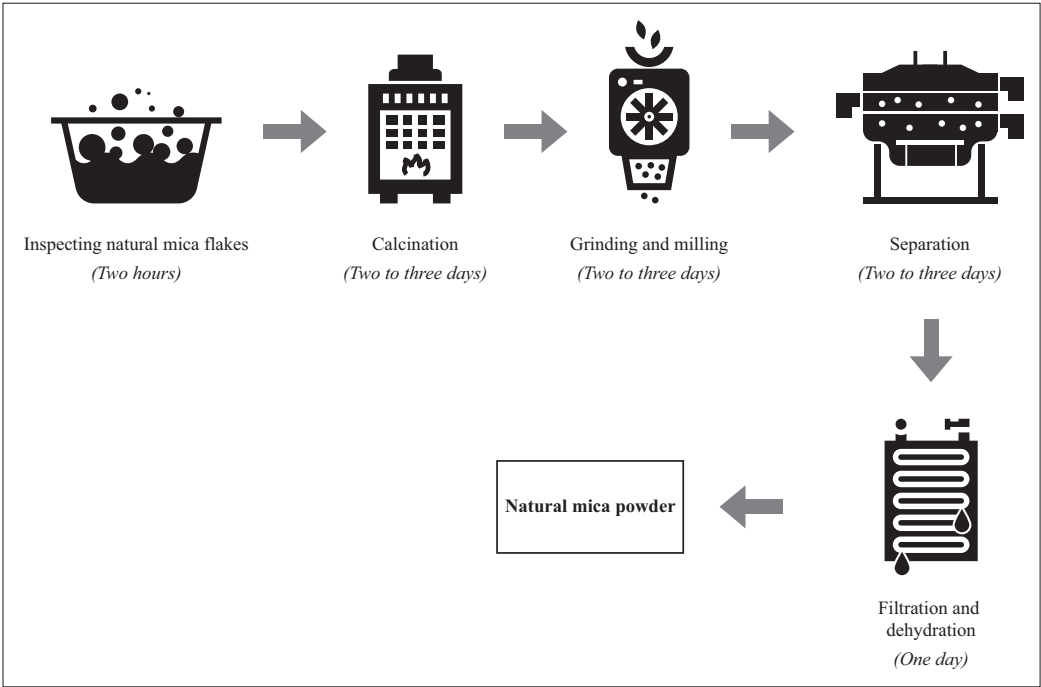 Inspecting natural mica flakes
(Two hours)
Calcination
(Two to three days)
Grinding and milling
(Two to three days)
Separation
(Two to three days)
Filtration and
dehydration
(One day)
Natural mica powder